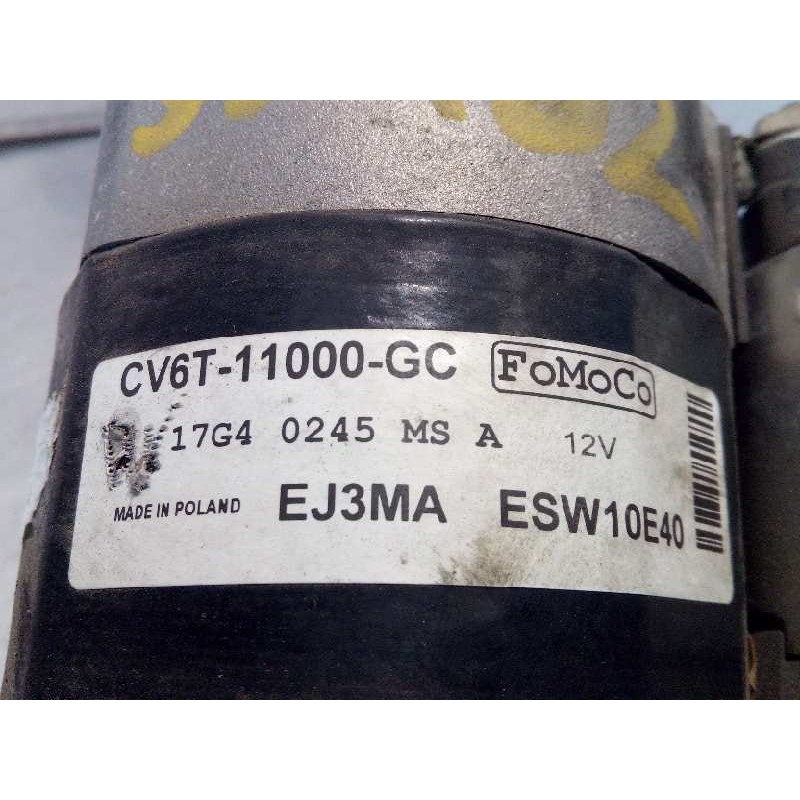 CV6T-11000-GC FoMoCo
17G4 0245 MS A 12V
MADE IN POLAND EJ3MA ESW10E40